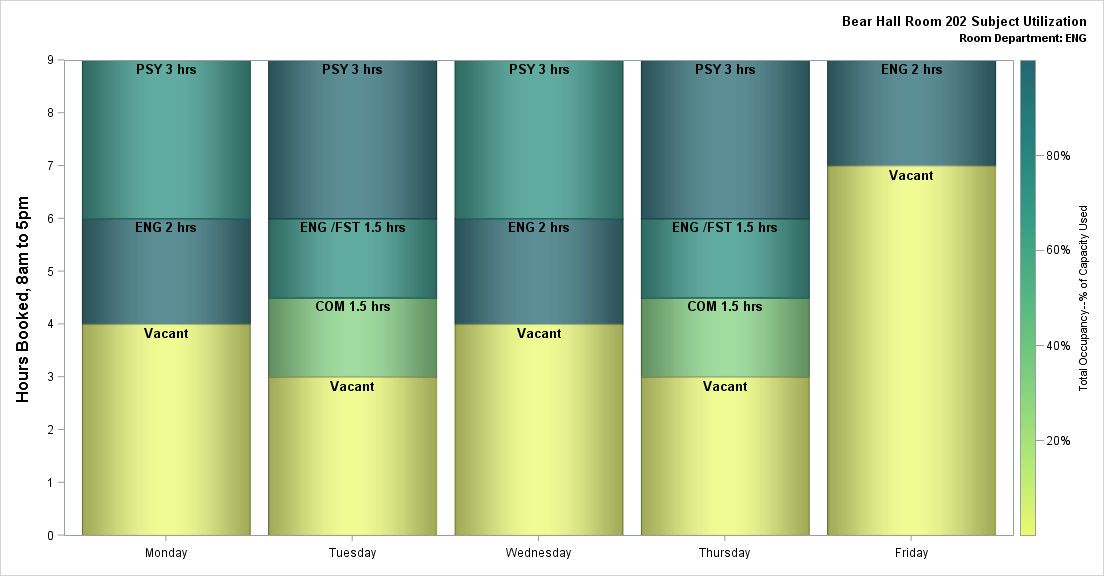 Bear Hall Room 202 Subject Utilization
Room Department: ENG
Hours Booked, 8am to 5pm
9
8
7
6
5
4
3
2
1
0
PSY 3 hrs
ENG 2 hrs
Vacant
PSY 3 hrs
ENG /FST 1.5 hrs
COM 1.5 hrs
Vacant
PSY 3 hrs
ENG 2 hrs
Vacant
PSY 3 hrs
ENG /FST 1.5 hrs
COM 1.5 hrs
Vacant
ENG 2 hrs
Vacant
Monday
Tuesday
Wednesday
Thursday
Friday
80%
60%
40%
20%
Total Occupancy--% of Capacity Used